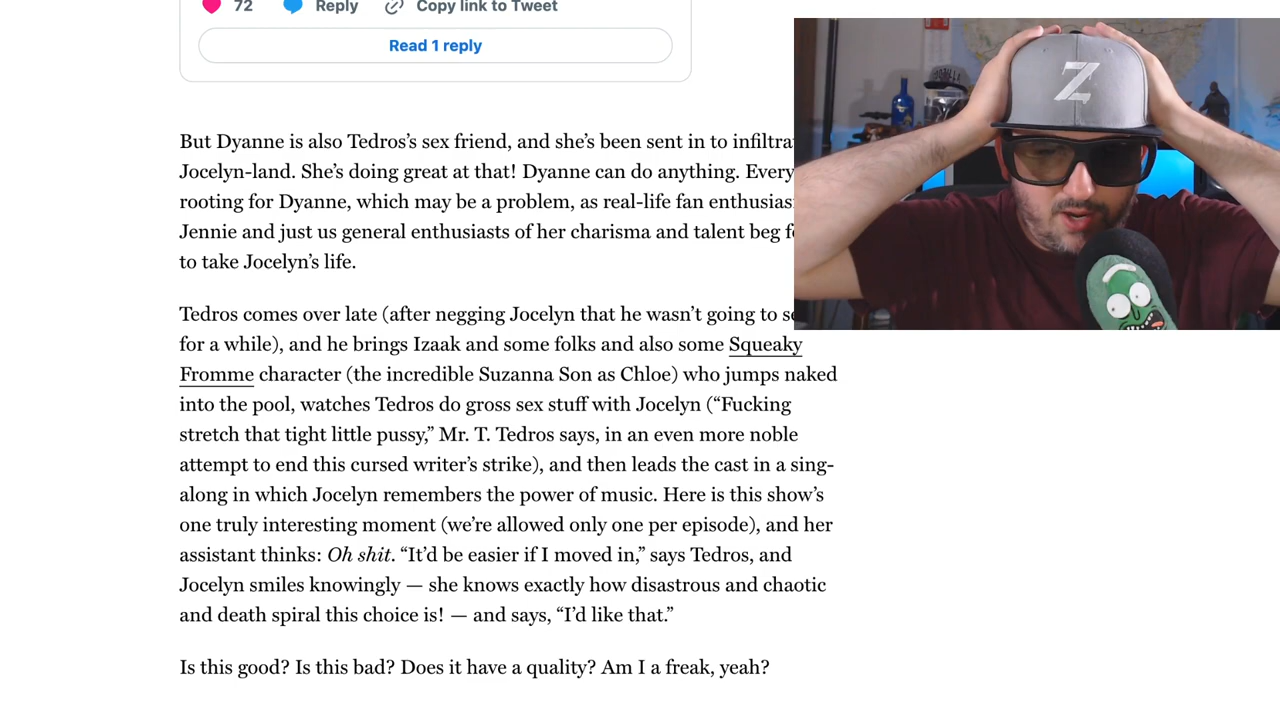 72 Reply Copy link to Tweet
Read 1 reply
But Dyanne is also Tedros’s sex friend, and she’s been sent in to
Jocelyn-land. She’s doing great at that! Dyanne can do anything.
rooting for Dyanne, which may be a problem, as real-life fan
Jennie and just us general enthusiasts of her charisma and talent beg
to take Jocelyn’s life.
Tedros comes over late (after negging Jocelyn that he wasn’t going to
for a while), and he brings Izaak and some folks and also some Squeaky
Fromme character (the incredible Suzanna Son as Chloe) who jumps naked
into the pool, watches Tedros do gross sex stuff with Jocelyn (“Fucking
stretch that tight little pussy,” Mr. T. Tedros says, in an even more noble
attempt to end this cursed writer’s strike), and then leads the cast in a sing-
along in which Jocelyn remembers the power of music. Here is this show’s
one truly interesting moment (we’re allowed only one per episode), and her
assistant thinks: Oh shit. “It’d be easier if I moved in,” says Tedros, and
Jocelyn smiles knowingly — she knows exactly how disastrous and chaotic
and death spiral this choice is! — and says, “I’d like that.”
Is this good? Is this bad? Does it have a quality? Am I a freak, yeah?
Z